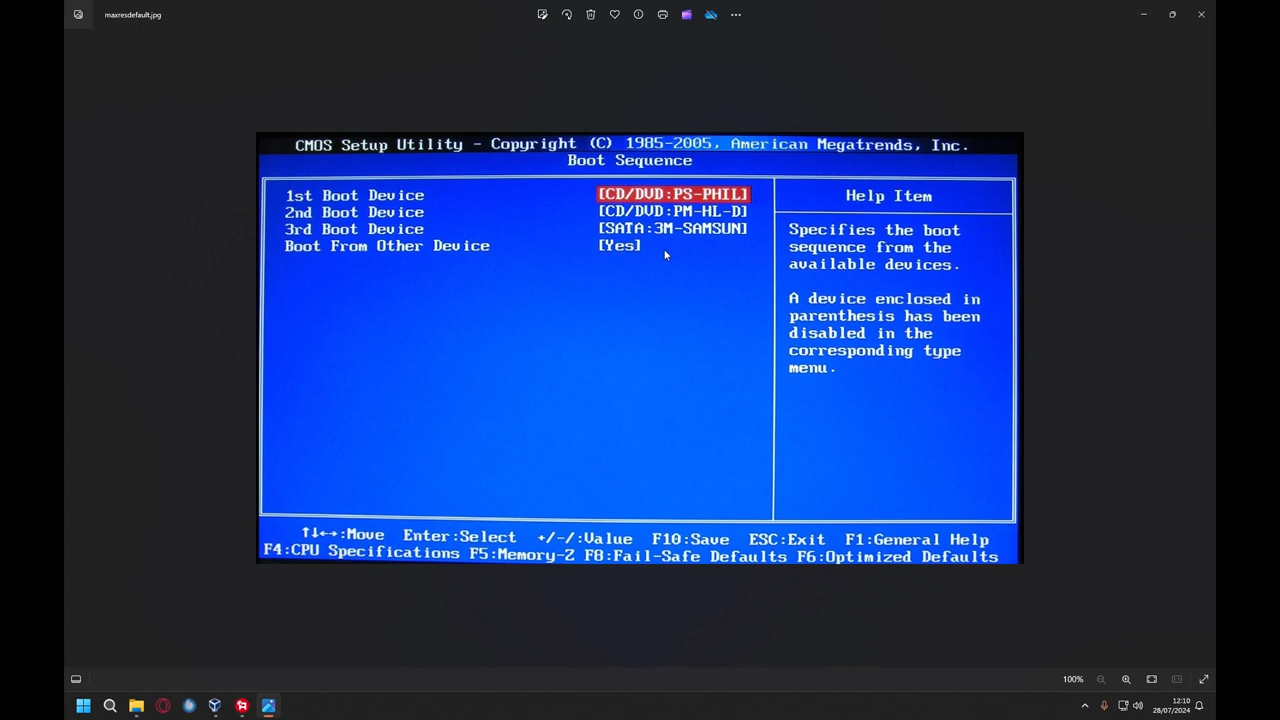 maxresdefault.jpg
CMOS Setup Utility - Copyright (C) 1985-2005, American Megatrends, Inc.
Boot Sequence
1st Boot Device [CD/DVD:PS-PHIL]
2nd Boot Device [CD/DVD:PM-HL-D]
3rd Boot Device [SATA:3M-SAMSUN]
Boot From Other Device [Yes]
Help Item
Specifies the boot
sequence from the
available devices.
A device enclosed in
parenthesis has been
disabled in the
corresponding type
menu.
↑↓←→:Move Enter:Select +/-/:Value F10:Save ESC:Exit F1:General Help
F4:CPU Specifications F5:Memory-Z F8:Fail-Safe Defaults F6:Optimized Defaults
100%
12:10
28/07/2024